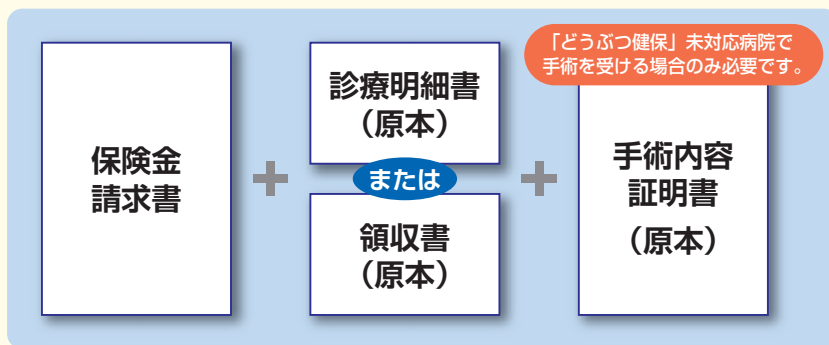 保険金
請求書
診療明細書
（原本）
または
領収書
（原本）
「どうぶつ健保」未対応病院で
手術を受ける場合のみ必要です。
手術内容
証明書
（原本）